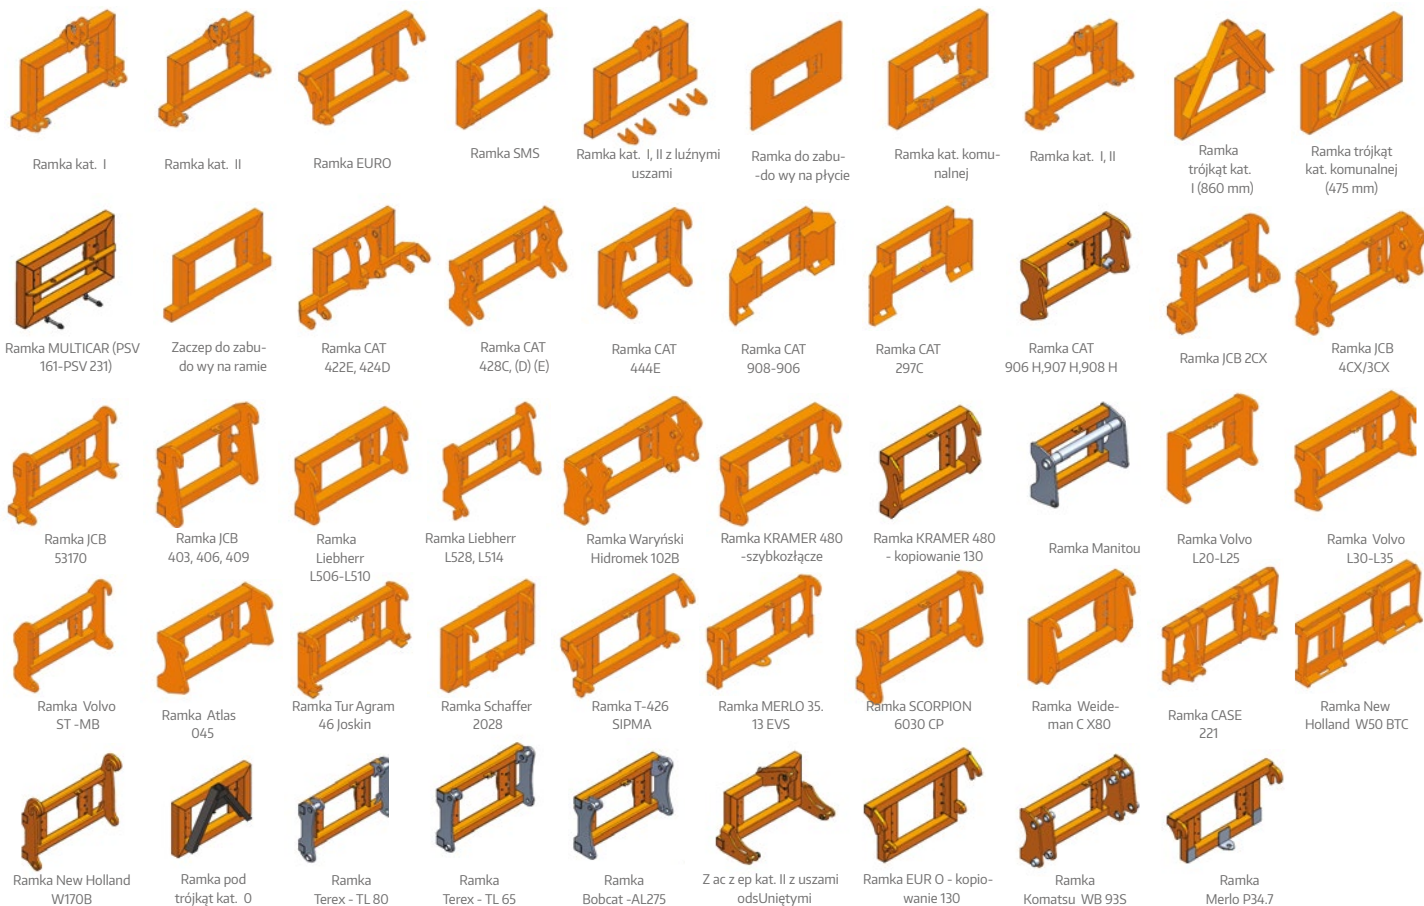 Ramka kat. I
Ramka kat. II
Ramka EURO
Ramka SMS
Ramka kat. I, II z luźnymi
uszami
Ramka do zabu-
-do wy na płycie
Ramka kat. komu-
nalnej
Ramka kat. I, II
Ramka
trójkąt kat.
I (860 mm)
Ramka trójkąt
kat. komunalnej
(475 mm)
Ramka MULTICAR (PSV
161-PSV 231)
Zaczep do zabu-
do wy na ramie
Ramka CAT
422E, 424D
Ramka CAT
428C, (D) (E)
Ramka CAT
444E
Ramka CAT
908-906
Ramka CAT
297C
Ramka CAT
906 H,907 H,908 H
Ramka JCB 2CX
Ramka JCB
4CX/3CX
Ramka JCB
53170
Ramka JCB
403, 406, 409
Ramka
Liebherr
L506-L510
Ramka Liebherr
L528, L514
Ramka Waryński
Hidromek 102B
Ramka KRAMER 480
-szybkozłącze
Ramka KRAMER 480
- kopiowanie 130
Ramka Manitou
Ramka Volvo
L20-L25
Ramka Volvo
L30-L35
Ramka Volvo
ST -MB
Ramka Atlas
045
Ramka Tur Agram
46 Joskin
Ramka Schaffer
2028
Ramka T-426
SIPMA
Ramka MERLO 35.
13 EVS
Ramka SCORPION
6030 CP
Ramka Weide-
man C X80
Ramka CASE
221
Ramka New
Holland W50 BTC
Ramka New Holland
W170B
Ramka pod
trójkąt kat. 0
Ramka
Terex - TL 80
Ramka
Terex - TL 65
Ramka
Bobcat -AL275
Z ac z ep kat. II z uszami
odsUniętymi
Ramka EUR O - kopio-
wanie 130
Ramka
Komatsu WB 93S
Ramka
Merlo P34.7